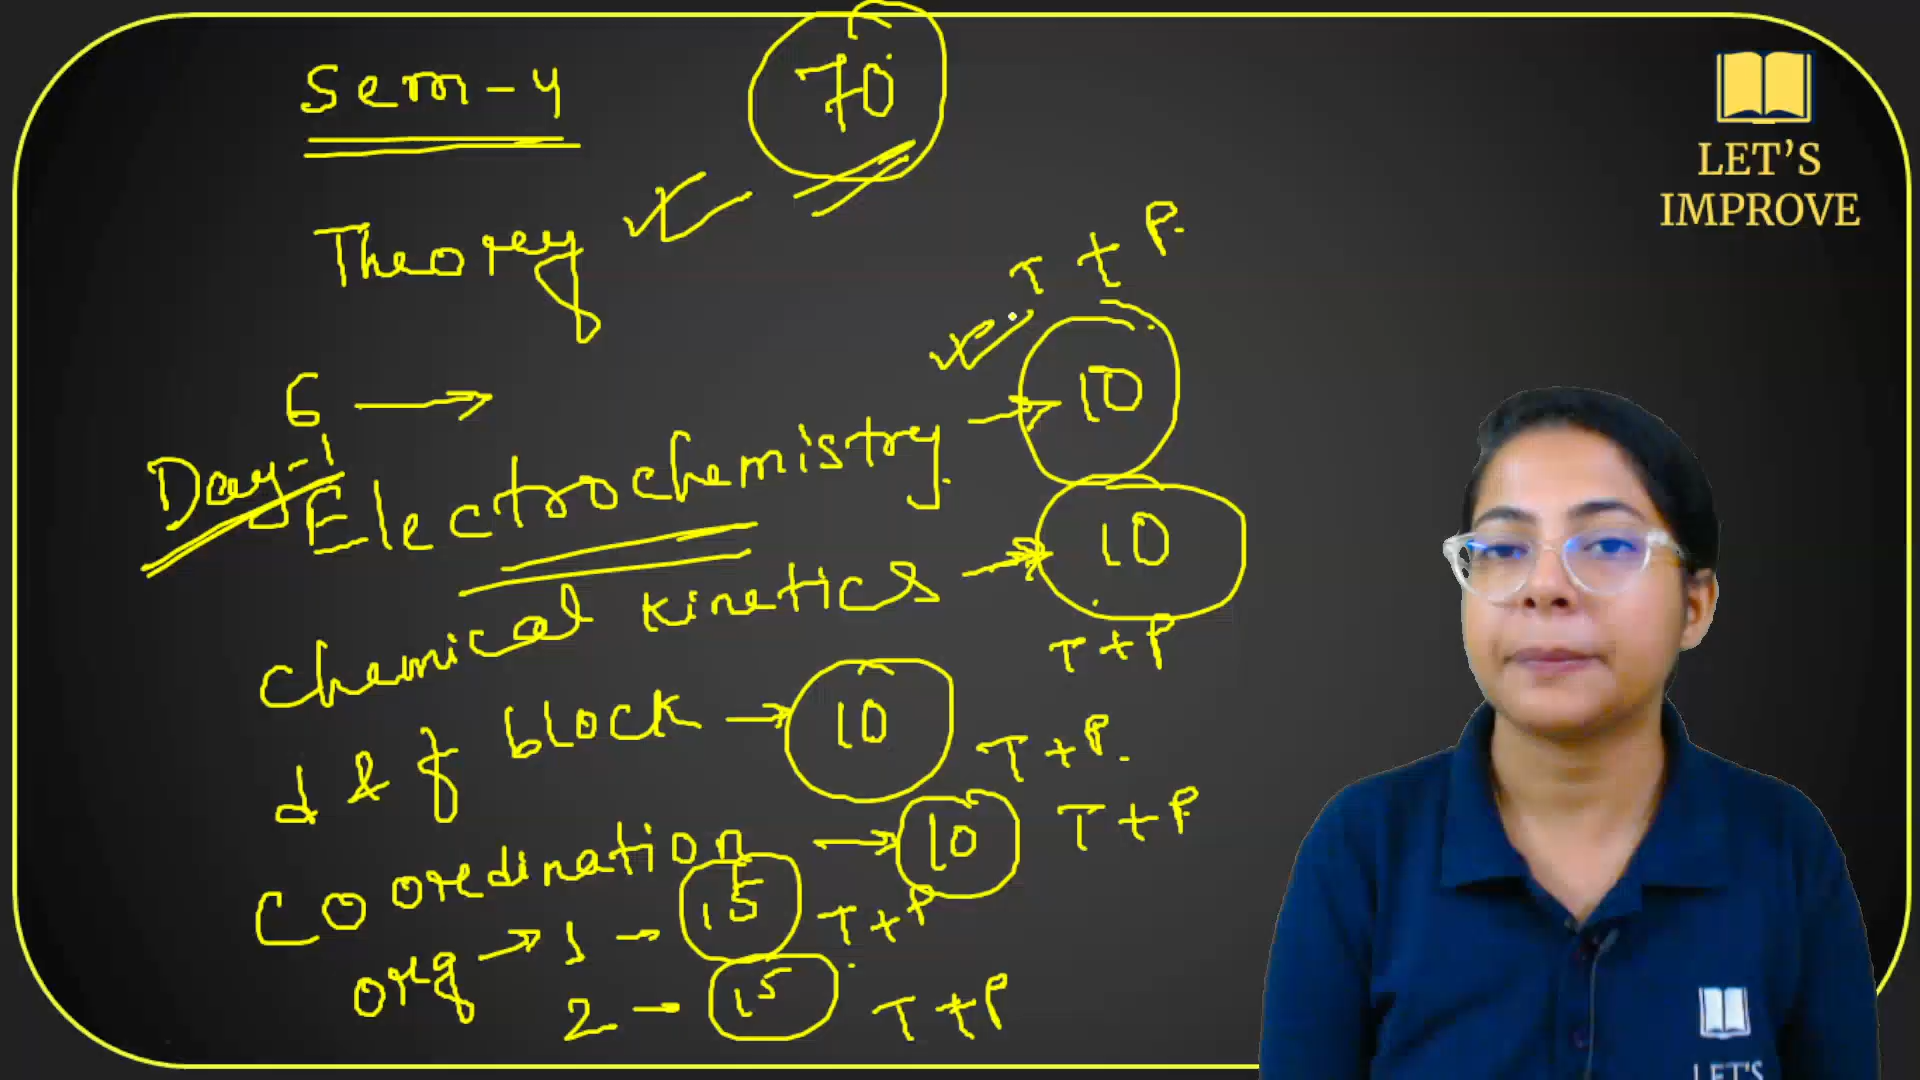 Sem-4
70
Theory
T + P.
6 →
Day-1
Electrochemistry → 10
Chemical Kinetics → 10
T + P
d & f block → 10
T + P.
Coordination → 10
T + P
org → 1 → 15
T + P
2 → 15
T + P
LET'S
IMPROVE
LET'S